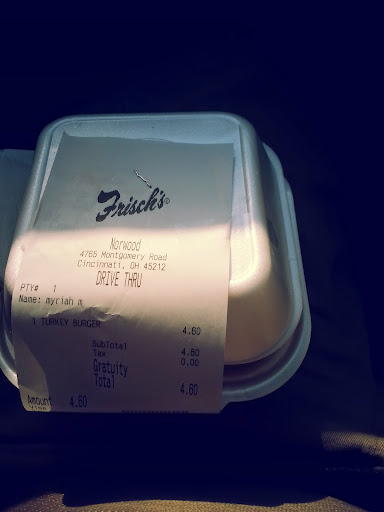 Frisch's®
Norwood
4765 Montgomery Road
Cincinnati, OH 45212
DRIVE THRU
PTY# 1
Name: myriah m
1 TURKEY BURGER 4.60
Subtotal 4.60
Tax 0.00
Gratuity
Total 4.60
Amount 4.60
Visa